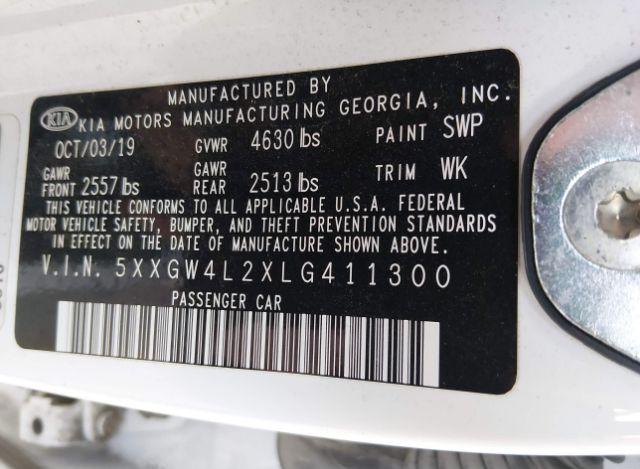 MANUFACTURED BY
KIA KIA MOTORS MANUFACTURING GEORGIA, INC.
OCT/03/19 GVWR 4630 lbs PAINT SWP
GAWR FRONT 2557 lbs GAWR REAR 2513 lbs TRIM WK
THIS VEHICLE CONFORMS TO ALL APPLICABLE U.S.A. FEDERAL
MOTOR VEHICLE SAFETY, BUMPER, AND THEFT PREVENTION STANDARDS
IN EFFECT ON THE DATE OF MANUFACTURE SHOWN ABOVE.
V.I.N. 5XXGW4L2XLG411300
PASSENGER CAR